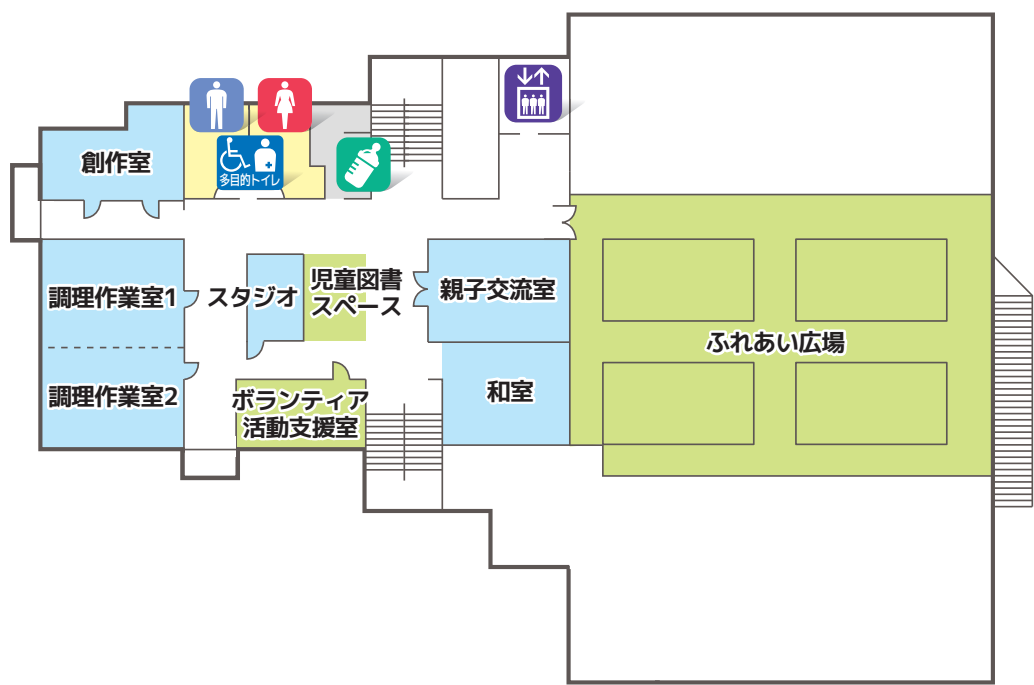 多目的トイレ
創作室
調理作業室1
スタジオ
児童図書
スペース
親子交流室
ふれあい広場
調理作業室2
ボランティア
活動支援室
和室